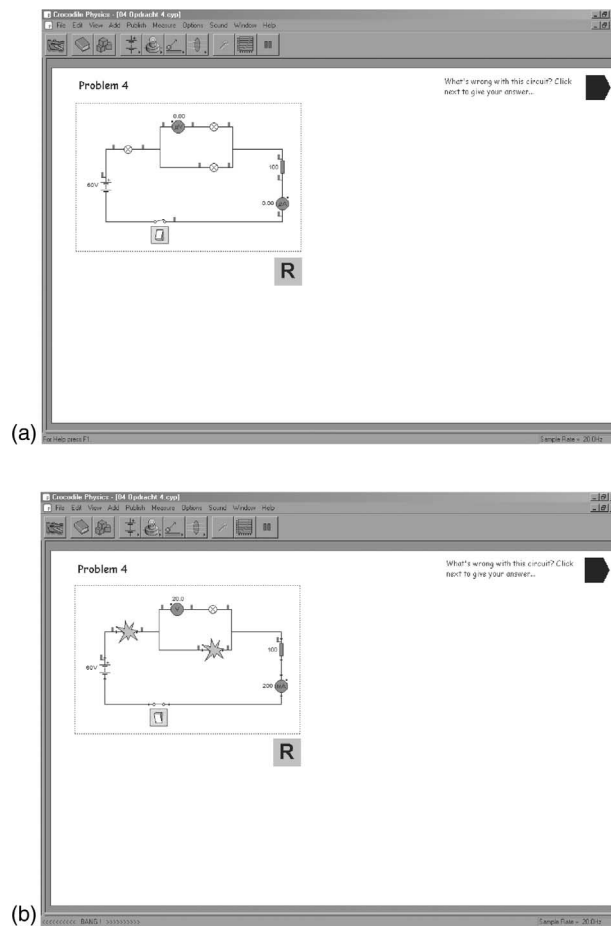 Crocodile Physics - [04 Opdracht 4.cyp]
File Edit View Add Publish Measure Options Sound Window Help
Problem 4
What's wrong with this circuit? Click
next to give your answer...
0.00
60V
100
0.00
R
(a)
For Help press F1
Sample Rate = 20.0Hz
Crocodile Physics - [04 Opdracht 4.cyp]
File Edit View Add Publish Measure Options Sound Window Help
Problem 4
What's wrong with this circuit? Click
next to give your answer...
20.0
60V
100
200
R
(b)
<<<<<<<<<< BANG ! >>>>>>>>>>
Sample Rate = 20.0Hz